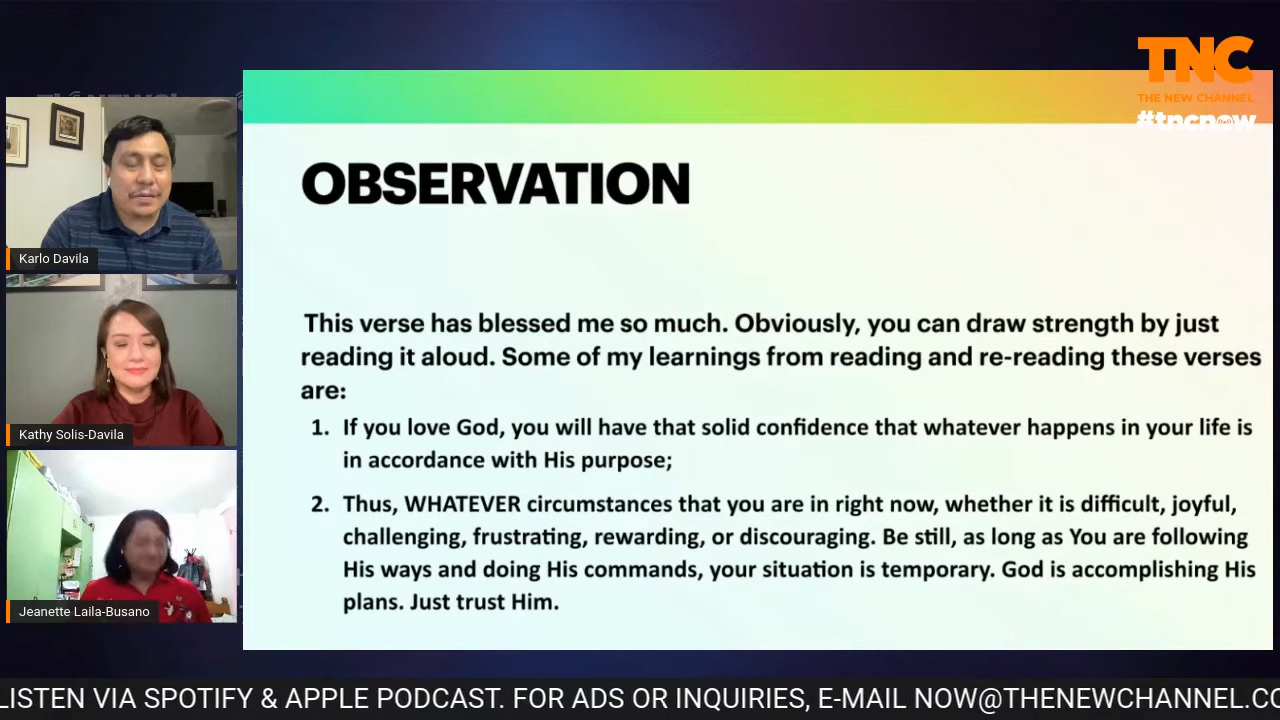 TNC
THE NEW CHANNEL
#tncnow
OBSERVATION
This verse has blessed me so much. Obviously, you can draw strength by just
reading it aloud. Some of my learnings from reading and re-reading these verses
are:
1. If you love God, you will have that solid confidence that whatever happens in your life is
in accordance with His purpose;
2. Thus, WHATEVER circumstances that you are in right now, whether it is difficult, joyful,
challenging, frustrating, rewarding, or discouraging. Be still, as long as You are following
His ways and doing His commands, your situation is temporary. God is accomplishing His
plans. Just trust Him.
Karlo Davila
Kathy Solis-Davila
Jeanette Laila-Busano
LISTEN VIA SPOTIFY & APPLE PODCAST. FOR ADS OR INQUIRIES, E-MAIL NOW@THENEWCHANNEL.CO